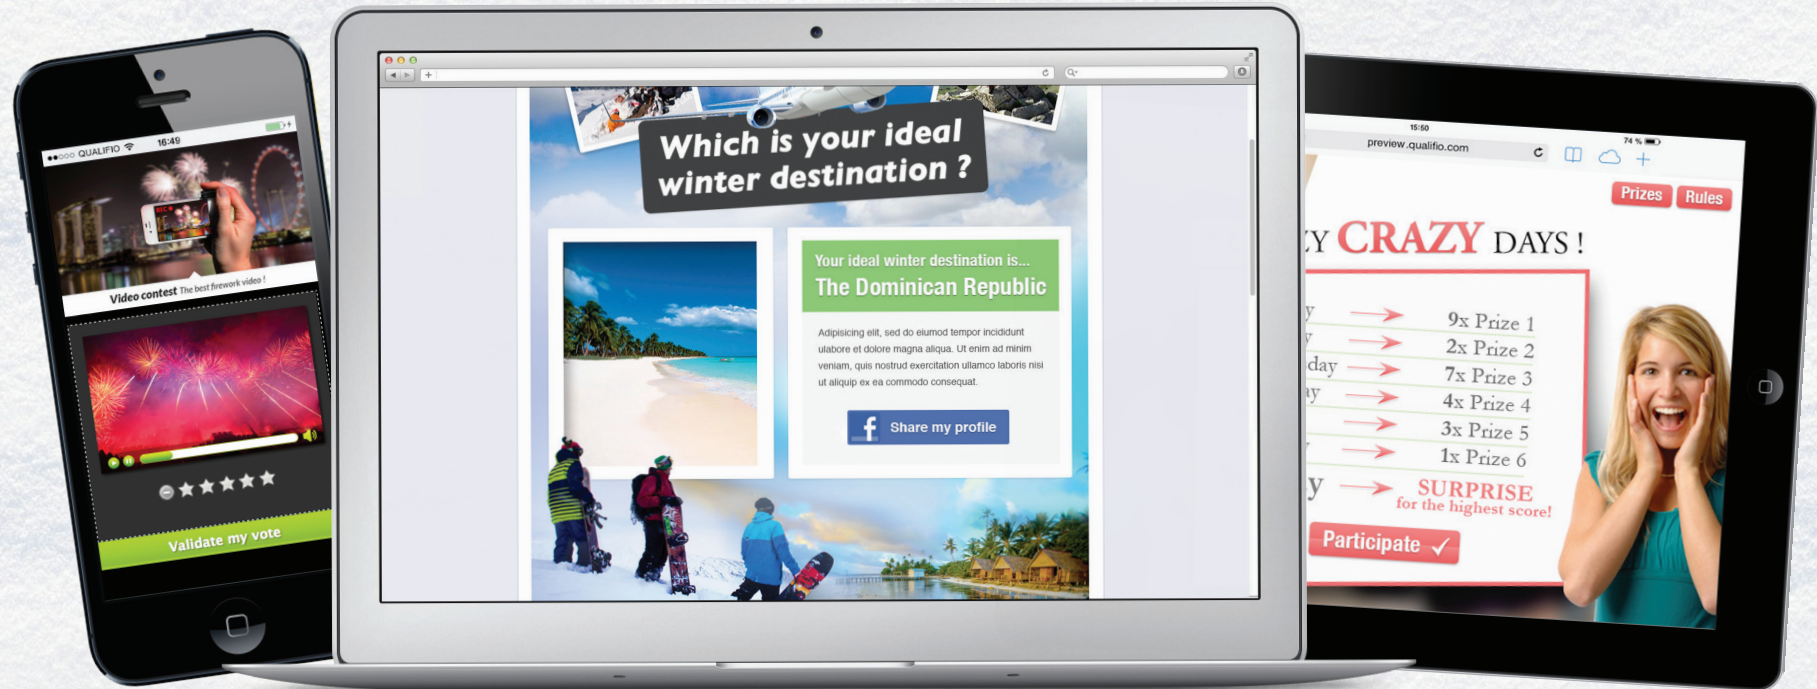 QUALIFIO
16:49
REC
Video contest The best firework video !
Validate my vote
Which is your ideal
winter destination ?
Your ideal winter destination is...
The Dominican Republic
Adipisicing elit, sed do eiumod tempor incididunt
ulabore et dolore magna aliqua. Ut enim ad minim
veniam, quis nostrud exercitation ullamco laboris nisi
ut aliquip ex ea commodo consequat.
f Share my profile
15:50
74 %
preview.qualifio.com
Prizes Rules
ZY CRAZY DAYS !
y 9x Prize 1
y 2x Prize 2
sday 7x Prize 3
ay 4x Prize 4
3x Prize 5
y 1x Prize 6
y SURPRISE
for the highest score!
Participate